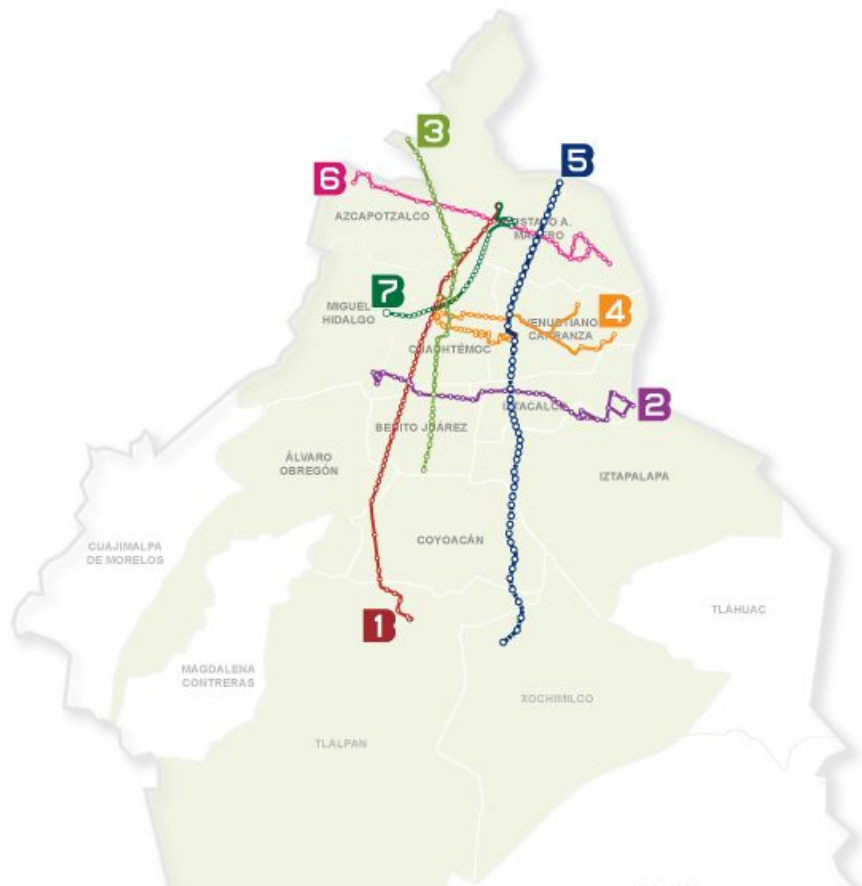 3
5
6
AZCAPOTZALCO
GUSTAVO A.
MADERO
7
MIGUEL
HIDALGO
4
VENUSTIANO
CARRANZA
CUAUHTÉMOC
2
IZTACALCO
BENITO JUÁREZ
ÁLVARO
OBREGÓN
IZTAPALAPA
CUAJIMALPA
DE MORELOS
COYOACÁN
TLÁHUAC
1
MAGDALENA
CONTRERAS
XOCHIMILCO
TLALPAN